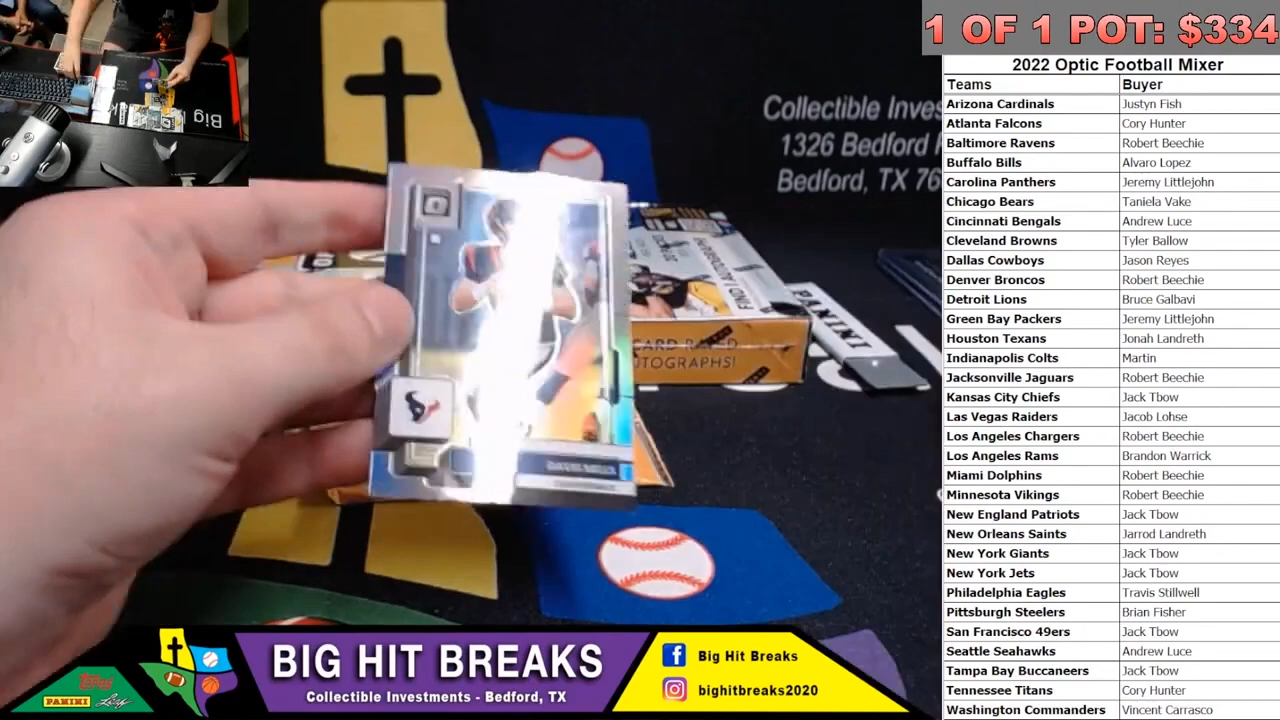 1 OF 1 POT: $334
2022 Optic Football Mixer
Teams Buyer
Arizona Cardinals Justyn Fish
Atlanta Falcons Cory Hunter
Baltimore Ravens Robert Beechie
Buffalo Bills Alvaro Lopez
Carolina Panthers Jeremy Littlejohn
Chicago Bears Taniela Vake
Cincinnati Bengals Andrew Luce
Cleveland Browns Tyler Ballow
Dallas Cowboys Jason Reyes
Denver Broncos Robert Beechie
Detroit Lions Bruce Galbavi
Green Bay Packers Jeremy Littlejohn
Houston Texans Jonah Landreth
Indianapolis Colts Martin
Jacksonville Jaguars Robert Beechie
Kansas City Chiefs Jack Tbow
Las Vegas Raiders Jacob Lohse
Los Angeles Chargers Robert Beechie
Los Angeles Rams Brandon Warrick
Miami Dolphins Robert Beechie
Minnesota Vikings Robert Beechie
New England Patriots Jack Tbow
New Orleans Saints Jarrod Landreth
New York Giants Jack Tbow
New York Jets Jack Tbow
Philadelphia Eagles Travis Stillwell
Pittsburgh Steelers Brian Fisher
San Francisco 49ers Jack Tbow
Seattle Seahawks Andrew Luce
Tampa Bay Buccaneers Jack Tbow
Tennessee Titans Cory Hunter
Washington Commanders Vincent Carrasco
Collectible Inves
1326 Bedford
Bedford, TX 76
PANINI
AUTOGRAPHS!
Big
BIG HIT BREAKS
Collectible Investments - Bedford, TX
Big Hit Breaks
bighitbreaks2020
Topps
PANINI
Leaf